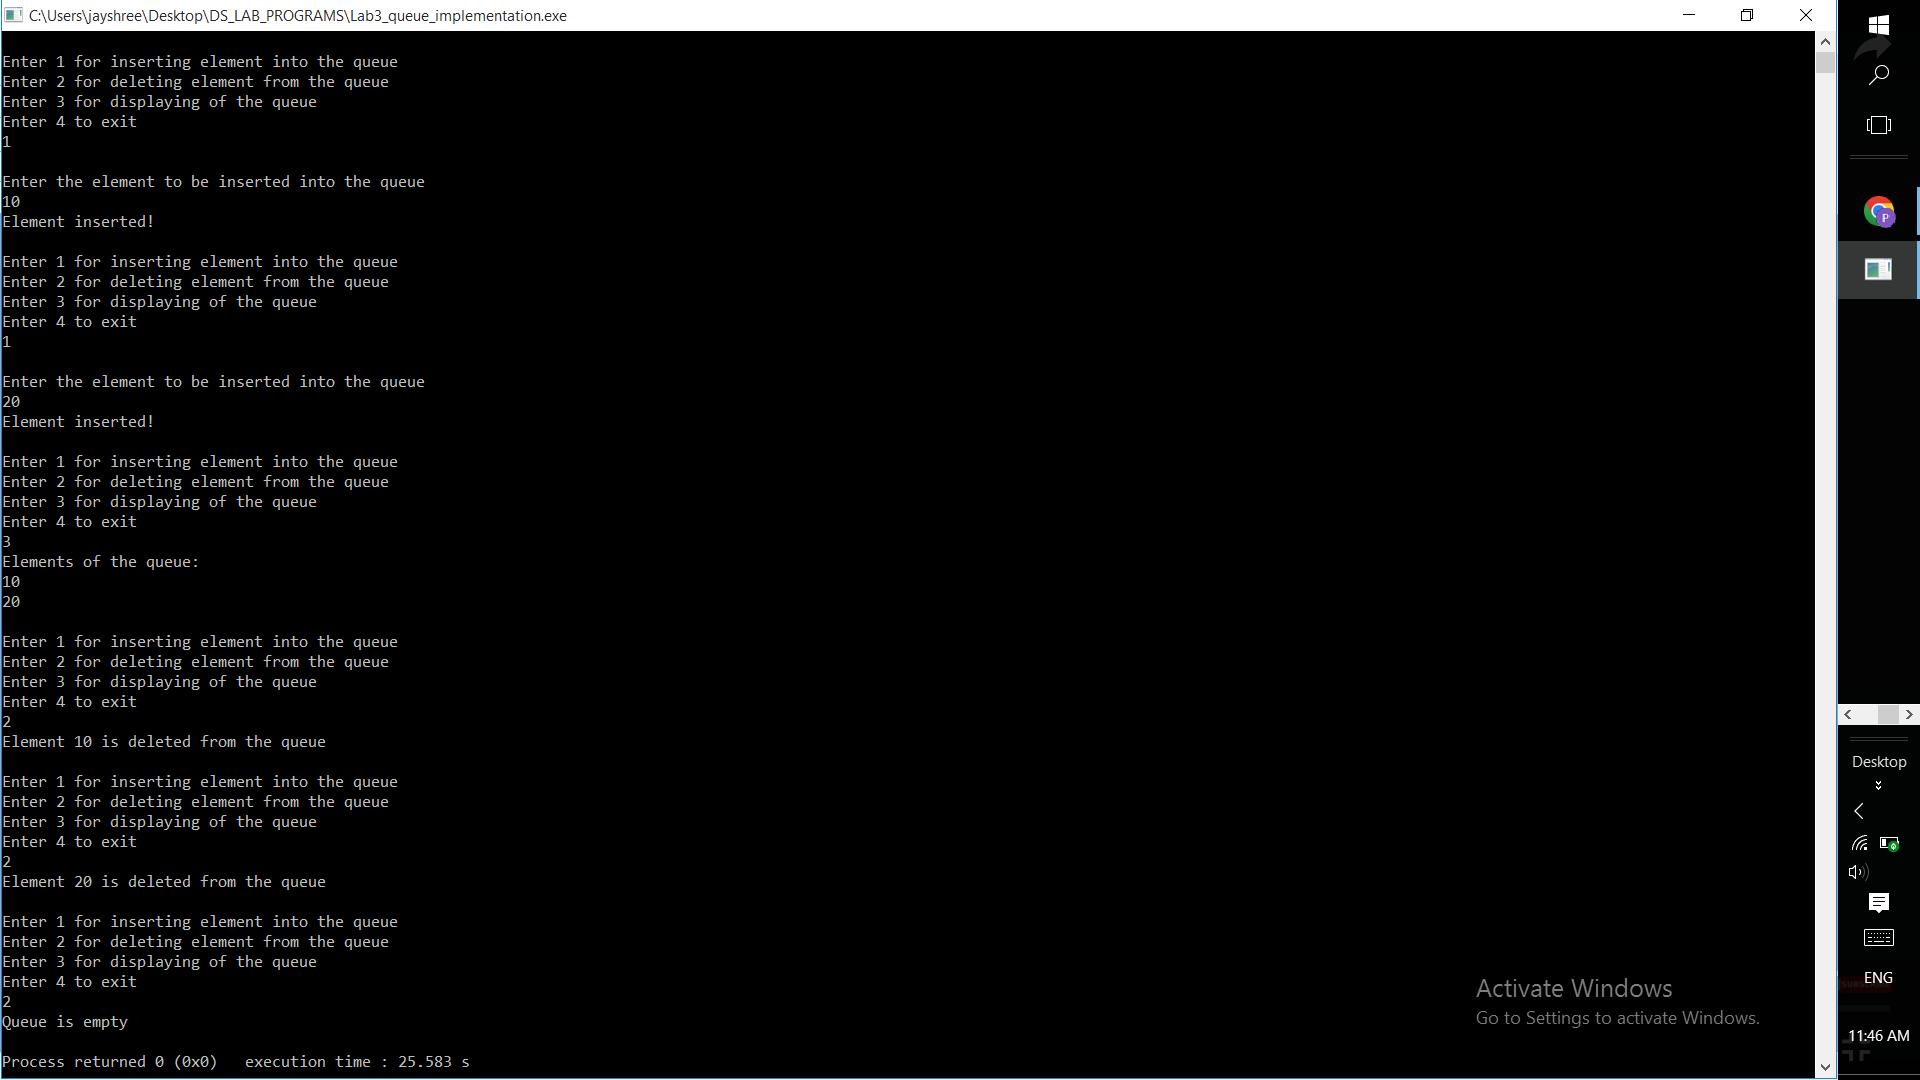 C:\Users\jayshree\Desktop\DS_LAB_PROGRAMS\Lab3_queue_implementation.exe
Enter 1 for inserting element into the queue
Enter 2 for deleting element from the queue
Enter 3 for displaying of the queue
Enter 4 to exit
1
Enter the element to be inserted into the queue
10
Element inserted!
Enter 1 for inserting element into the queue
Enter 2 for deleting element from the queue
Enter 3 for displaying of the queue
Enter 4 to exit
1
Enter the element to be inserted into the queue
20
Element inserted!
Enter 1 for inserting element into the queue
Enter 2 for deleting element from the queue
Enter 3 for displaying of the queue
Enter 4 to exit
3
Elements of the queue:
10
20
Enter 1 for inserting element into the queue
Enter 2 for deleting element from the queue
Enter 3 for displaying of the queue
Enter 4 to exit
2
Element 10 is deleted from the queue
Enter 1 for inserting element into the queue
Enter 2 for deleting element from the queue
Enter 3 for displaying of the queue
Enter 4 to exit
2
Element 20 is deleted from the queue
Enter 1 for inserting element into the queue
Enter 2 for deleting element from the queue
Enter 3 for displaying of the queue
Enter 4 to exit
2
Queue is empty
Process returned 0 (0x0)   execution time : 25.583 s
Activate Windows
Go to Settings to activate Windows.
P
Desktop
ENG
11:46 AM